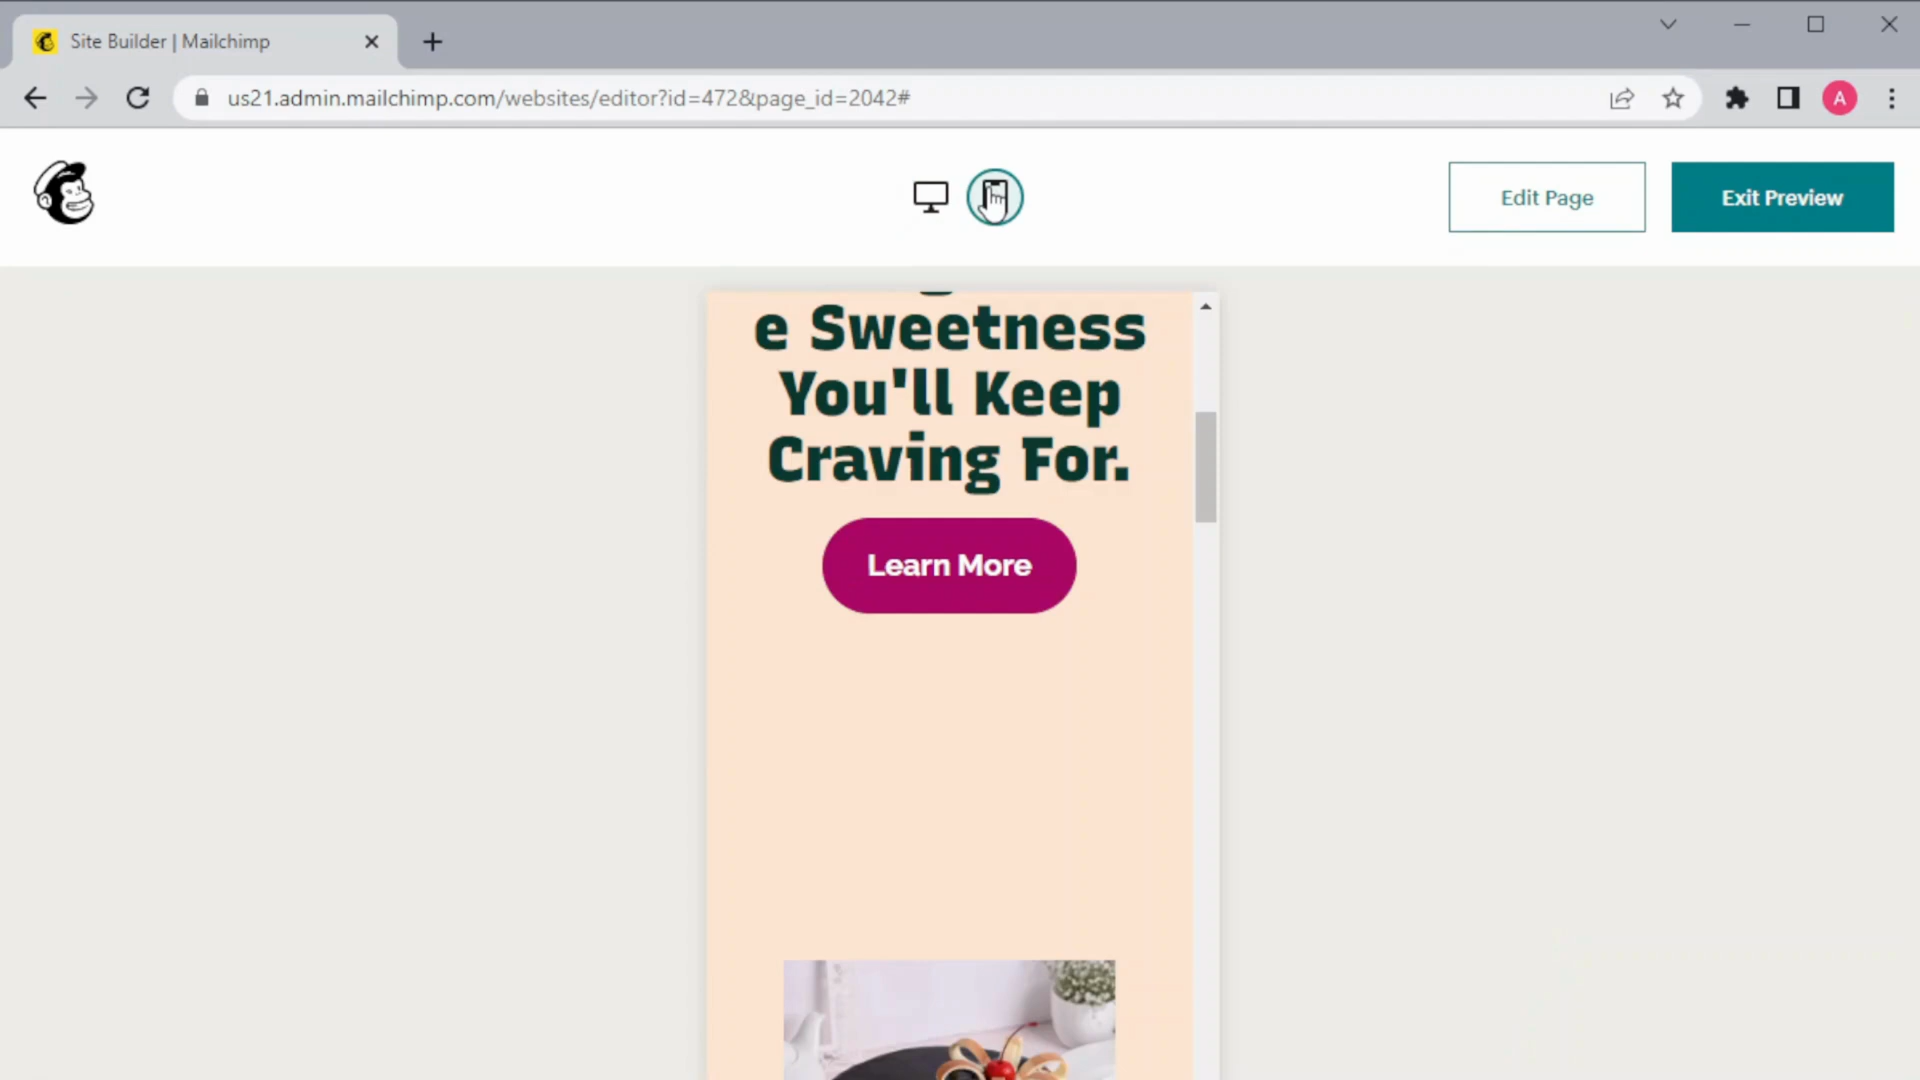 Site Builder | Mailchimp
us21.admin.mailchimp.com/websites/editor?id=472&page_id=2042#
A
Edit Page
Exit Preview
e Sweetness
You'll Keep
Craving For.
Learn More